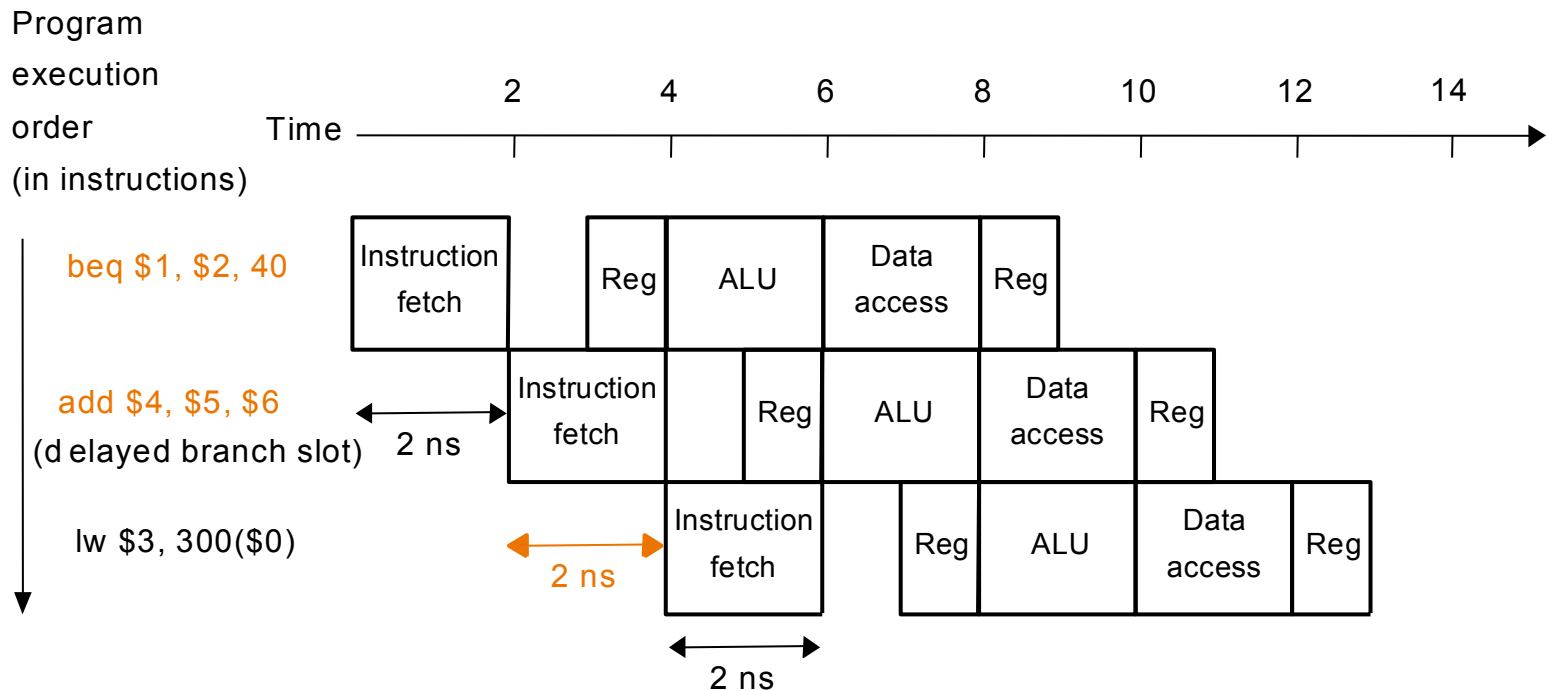 Program
execution
order
(in instructions)
Time
2 4 6 8 10 12 14
beq $1, $2, 40
Instruction
fetch
Reg
ALU
Data
access
Reg
add $4, $5, $6
(d elayed branch slot)
2 ns
Instruction
fetch
Reg
ALU
Data
access
Reg
lw $3, 300($0)
2 ns
Instruction
fetch
Reg
ALU
Data
access
Reg
2 ns